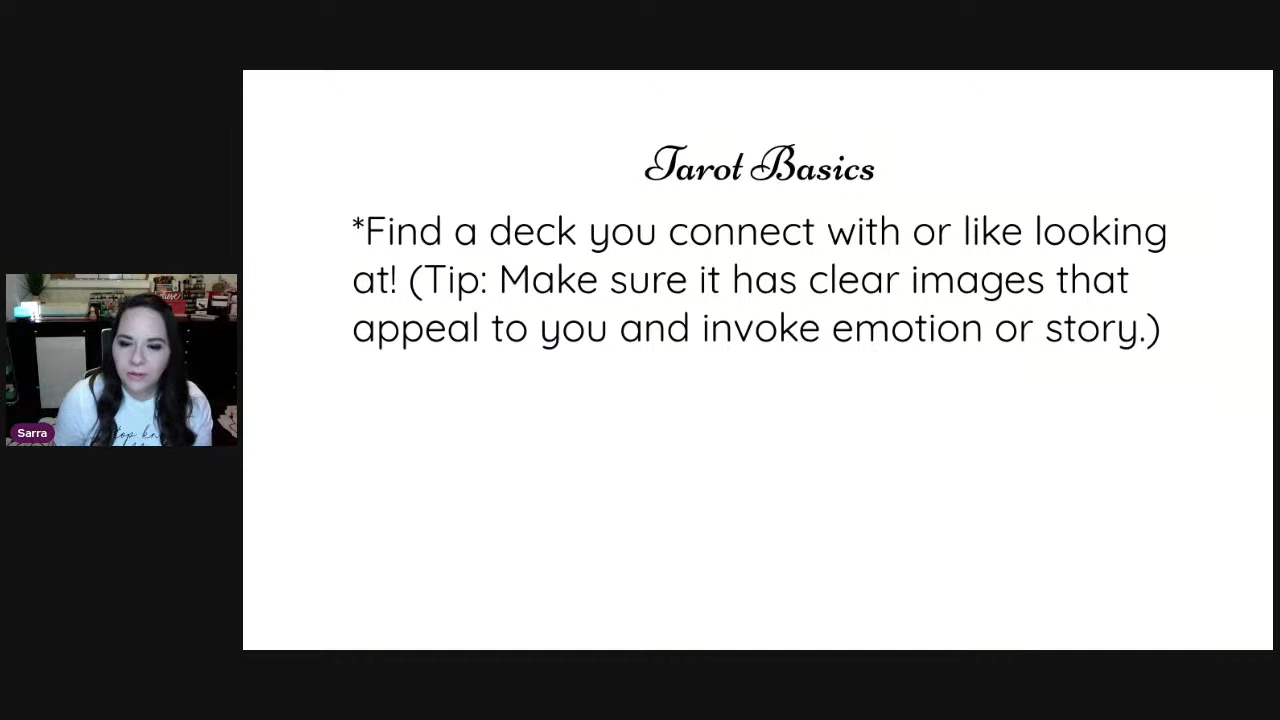 Tarot Basics
*Find a deck you connect with or like looking
at! (Tip: Make sure it has clear images that
appeal to you and invoke emotion or story.)
Sarra